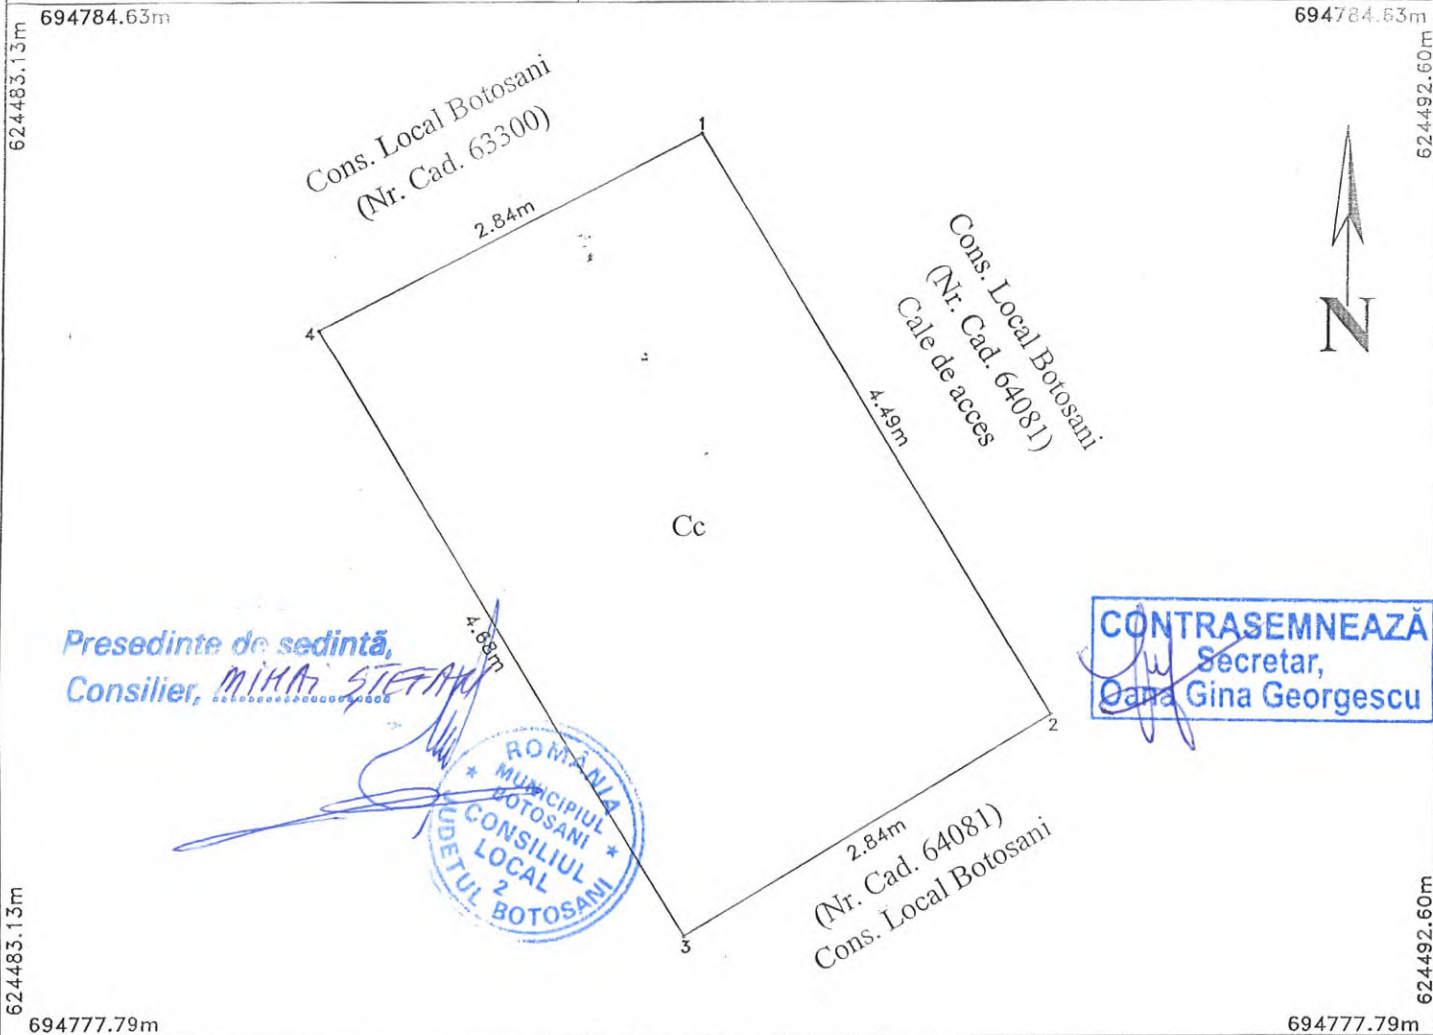 694784.63m
694784.63m
624483.13m
624492.60m
Cons. Local Botosani
(Nr. Cad. 63300)
1
2.84m
4
Cons. Local Botosani
(Nr. Cad. 64081)
Cale de acces
N
4.49m
Cc
4.68m
Presedinte de sedintă,
Consilier, MIHAI ȘTEFAN
CONTRASEMNEAZĂ
Secretar,
Oana Gina Georgescu
2
ROMÂNIA
MUNICIPIUL
BOTOSANI
CONSILIUL
LOCAL
2
JUDETUL BOTOSANI
2.84m
(Nr. Cad. 64081)
Cons. Local Botosani
3
624483.13m
624492.60m
694777.79m
694777.79m